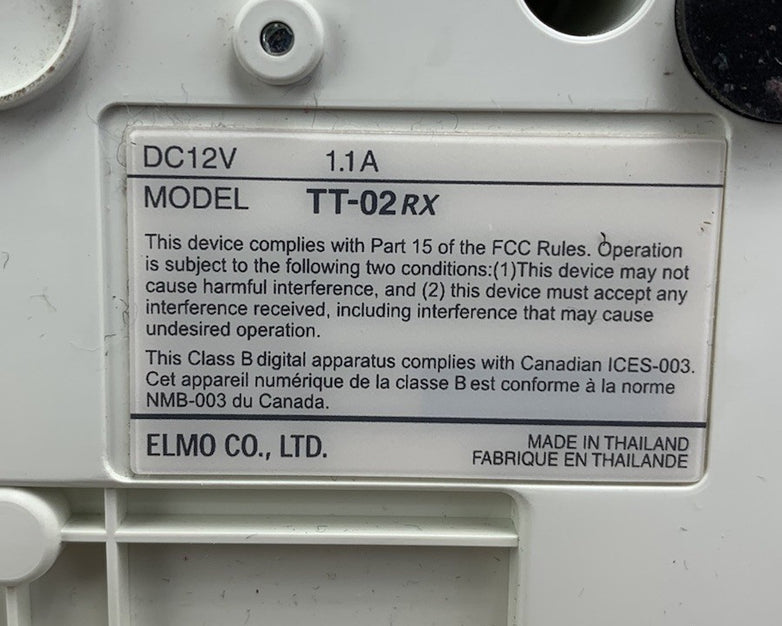 DC12V 1.1A
MODEL TT-02RX
This device complies with Part 15 of the FCC Rules. Operation
is subject to the following two conditions:(1)This device may not
cause harmful interference, and (2) this device must accept any
interference received, including interference that may cause
undesired operation.
This Class B digital apparatus complies with Canadian ICES-003.
Cet appareil numérique de la classe B est conforme à la norme
NMB-003 du Canada.
ELMO CO., LTD.
MADE IN THAILAND
FABRIQUE EN THAILANDE